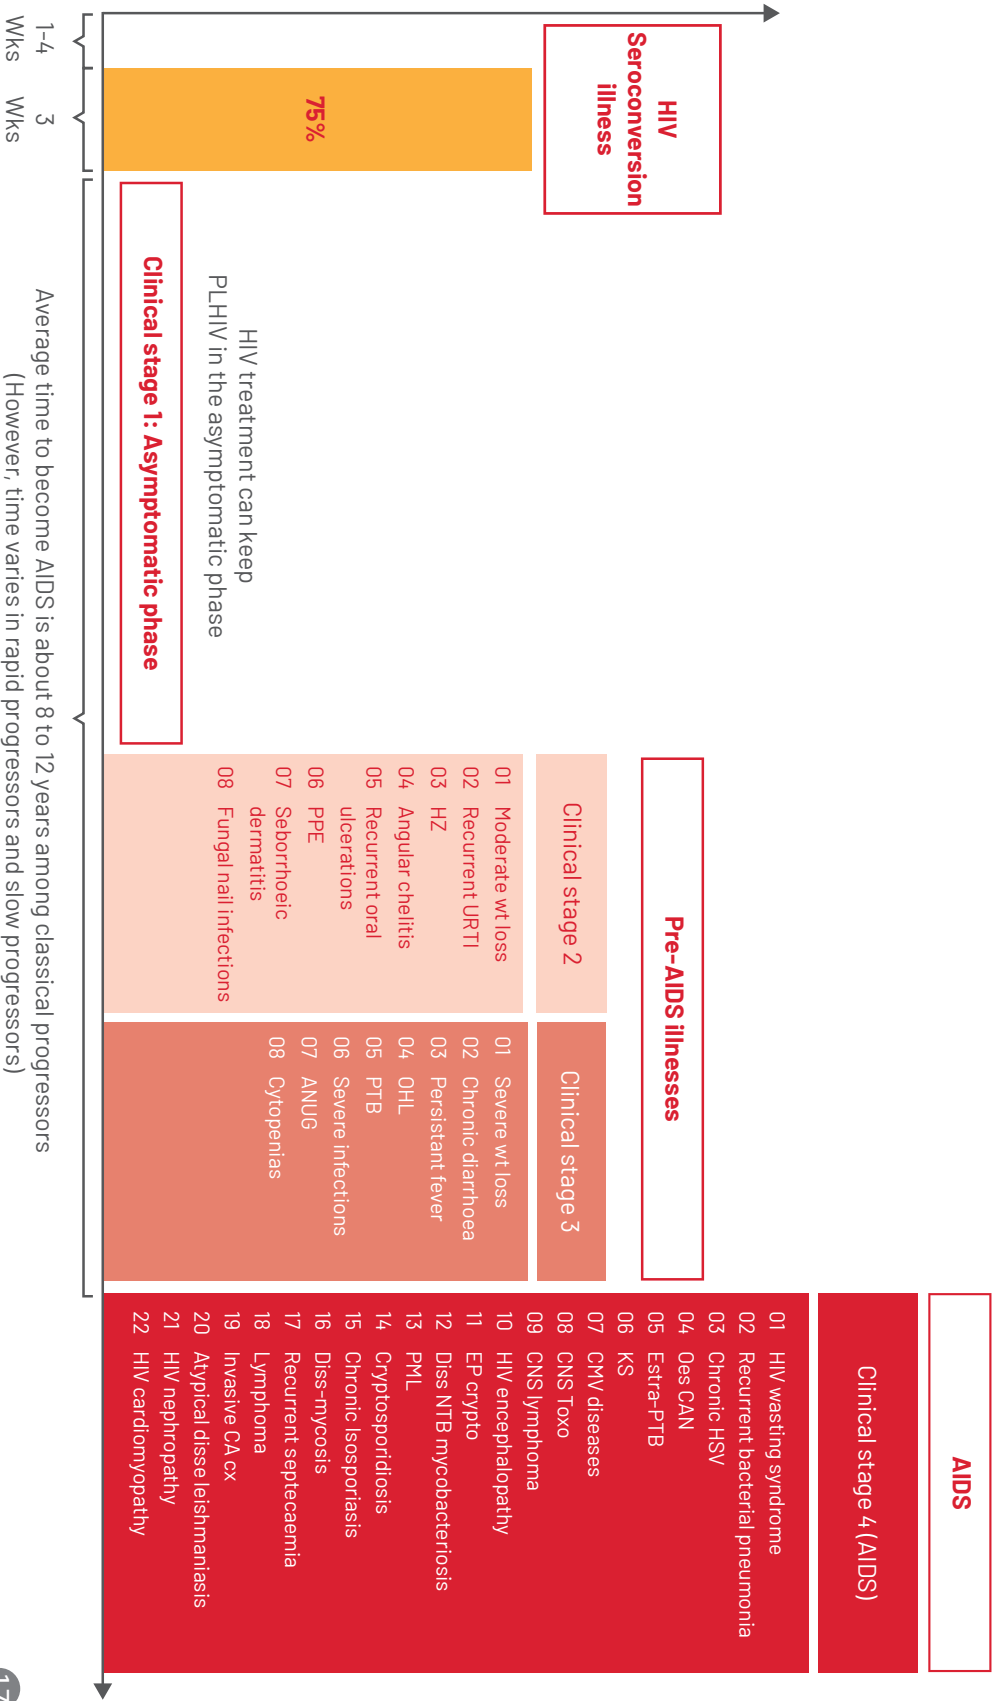 HIV
Seroconversion
illness
75%
1-4
Wks
3
Wks
HIV treatment can keep
PLHIV in the asymptomatic phase
Clinical stage 1: Asymptomatic phase
Pre-AIDS illnesses
Clinical stage 2
01 Moderate wt loss
02 Recurrent URTI
03 HZ
04 Angular chelitis
05 Recurrent oral
ulcerations
06 PPE
07 Seborrhoeic
dermatitis
08 Fungal nail infections
Clinical stage 3
01 Severe wt loss
02 Chronic diarrhoea
03 Persistant fever
04 OHL
05 PTB
06 Severe infections
07 ANUG
08 Cytopenias
AIDS
Clinical stage 4 (AIDS)
01 HIV wasting syndrome
02 Recurrent bacterial pneumonia
03 Chronic HSV
04 Oes CAN
05 Estra-PTB
06 KS
07 CMV diseases
08 CNS Toxo
09 CNS lymphoma
10 HIV encephalopathy
11 EP crypto
12 Diss NTB mycobacteriosis
13 PML
14 Cryptosporidiosis
15 Chronic Isosporiasis
16 Diss-mycosis
17 Recurrent septecaemia
18 Lymphoma
19 Invasive CA cx
20 Atypical disse leishmaniasis
21 HIV nephropathy
22 HIV cardiomyopathy
Average time to become AIDS is about 8 to 12 years among classical progressors
(However, time varies in rapid progressors and slow progressors)